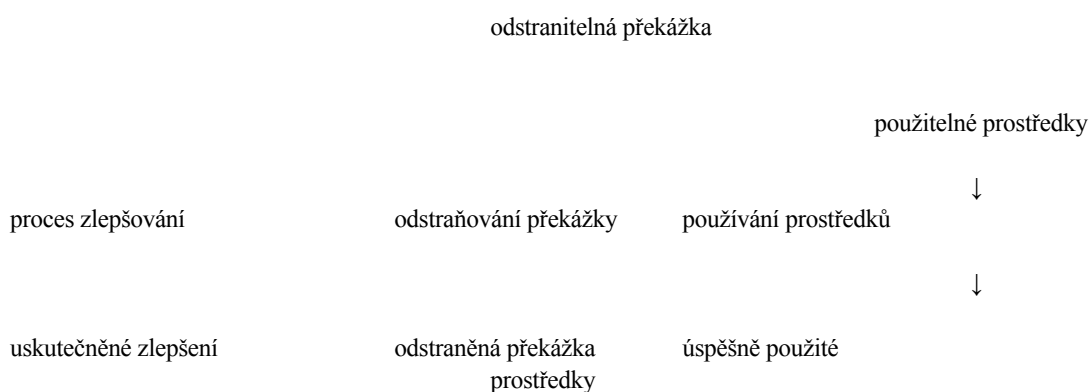 odstranitelná překážka
použitelné prostředky
↓
proces zlepšování odstraňování překážky používání prostředků
↓
uskutečněné zlepšení odstraněná překážka úspěšně použité
prostředky